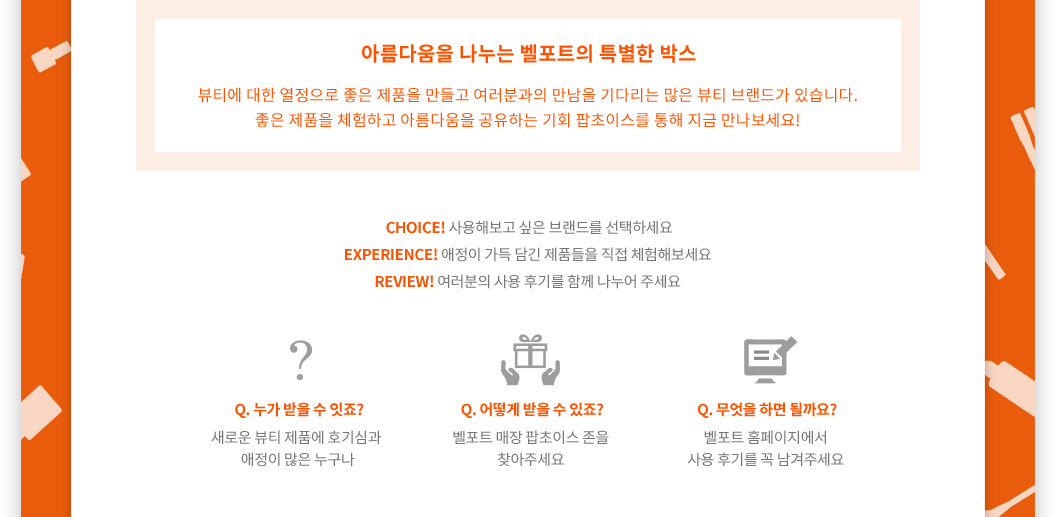 아름다움을 나누는 벨포트의 특별한 박스
뷰티에 대한 열정으로 좋은 제품을 만들고 여러분과의 만남을 기다리는 많은 뷰티 브랜드가 있습니다.
좋은 제품을 체험하고 아름다움을 공유하는 기회 팝초이스를 통해 지금 만나보세요!
CHOICE! 사용해보고 싶은 브랜드를 선택하세요
EXPERIENCE! 애정이 가득 담긴 제품들을 직접 체험해보세요
REVIEW! 여러분의 사용 후기를 함께 나누어 주세요
?
Q. 누가 받을 수 잇죠?
새로운 뷰티 제품에 호기심과
애정이 많은 누구나
Q. 어떻게 받을 수 있죠?
벨포트 매장 팝초이스 존을
찾아주세요
Q. 무엇을 하면 될까요?
벨포트 홈페이지에서
사용 후기를 꼭 남겨주세요